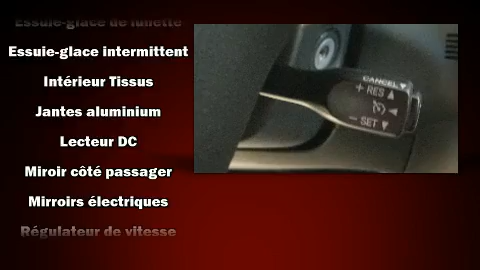 Essuie-glace de lunette
Essuie-glace intermittent
Intérieur Tissus
Jantes aluminium
Lecteur DC
Miroir côté passager
Mirroirs électriques
Régulateur de vitesse
CANCEL
+ RES
- SET